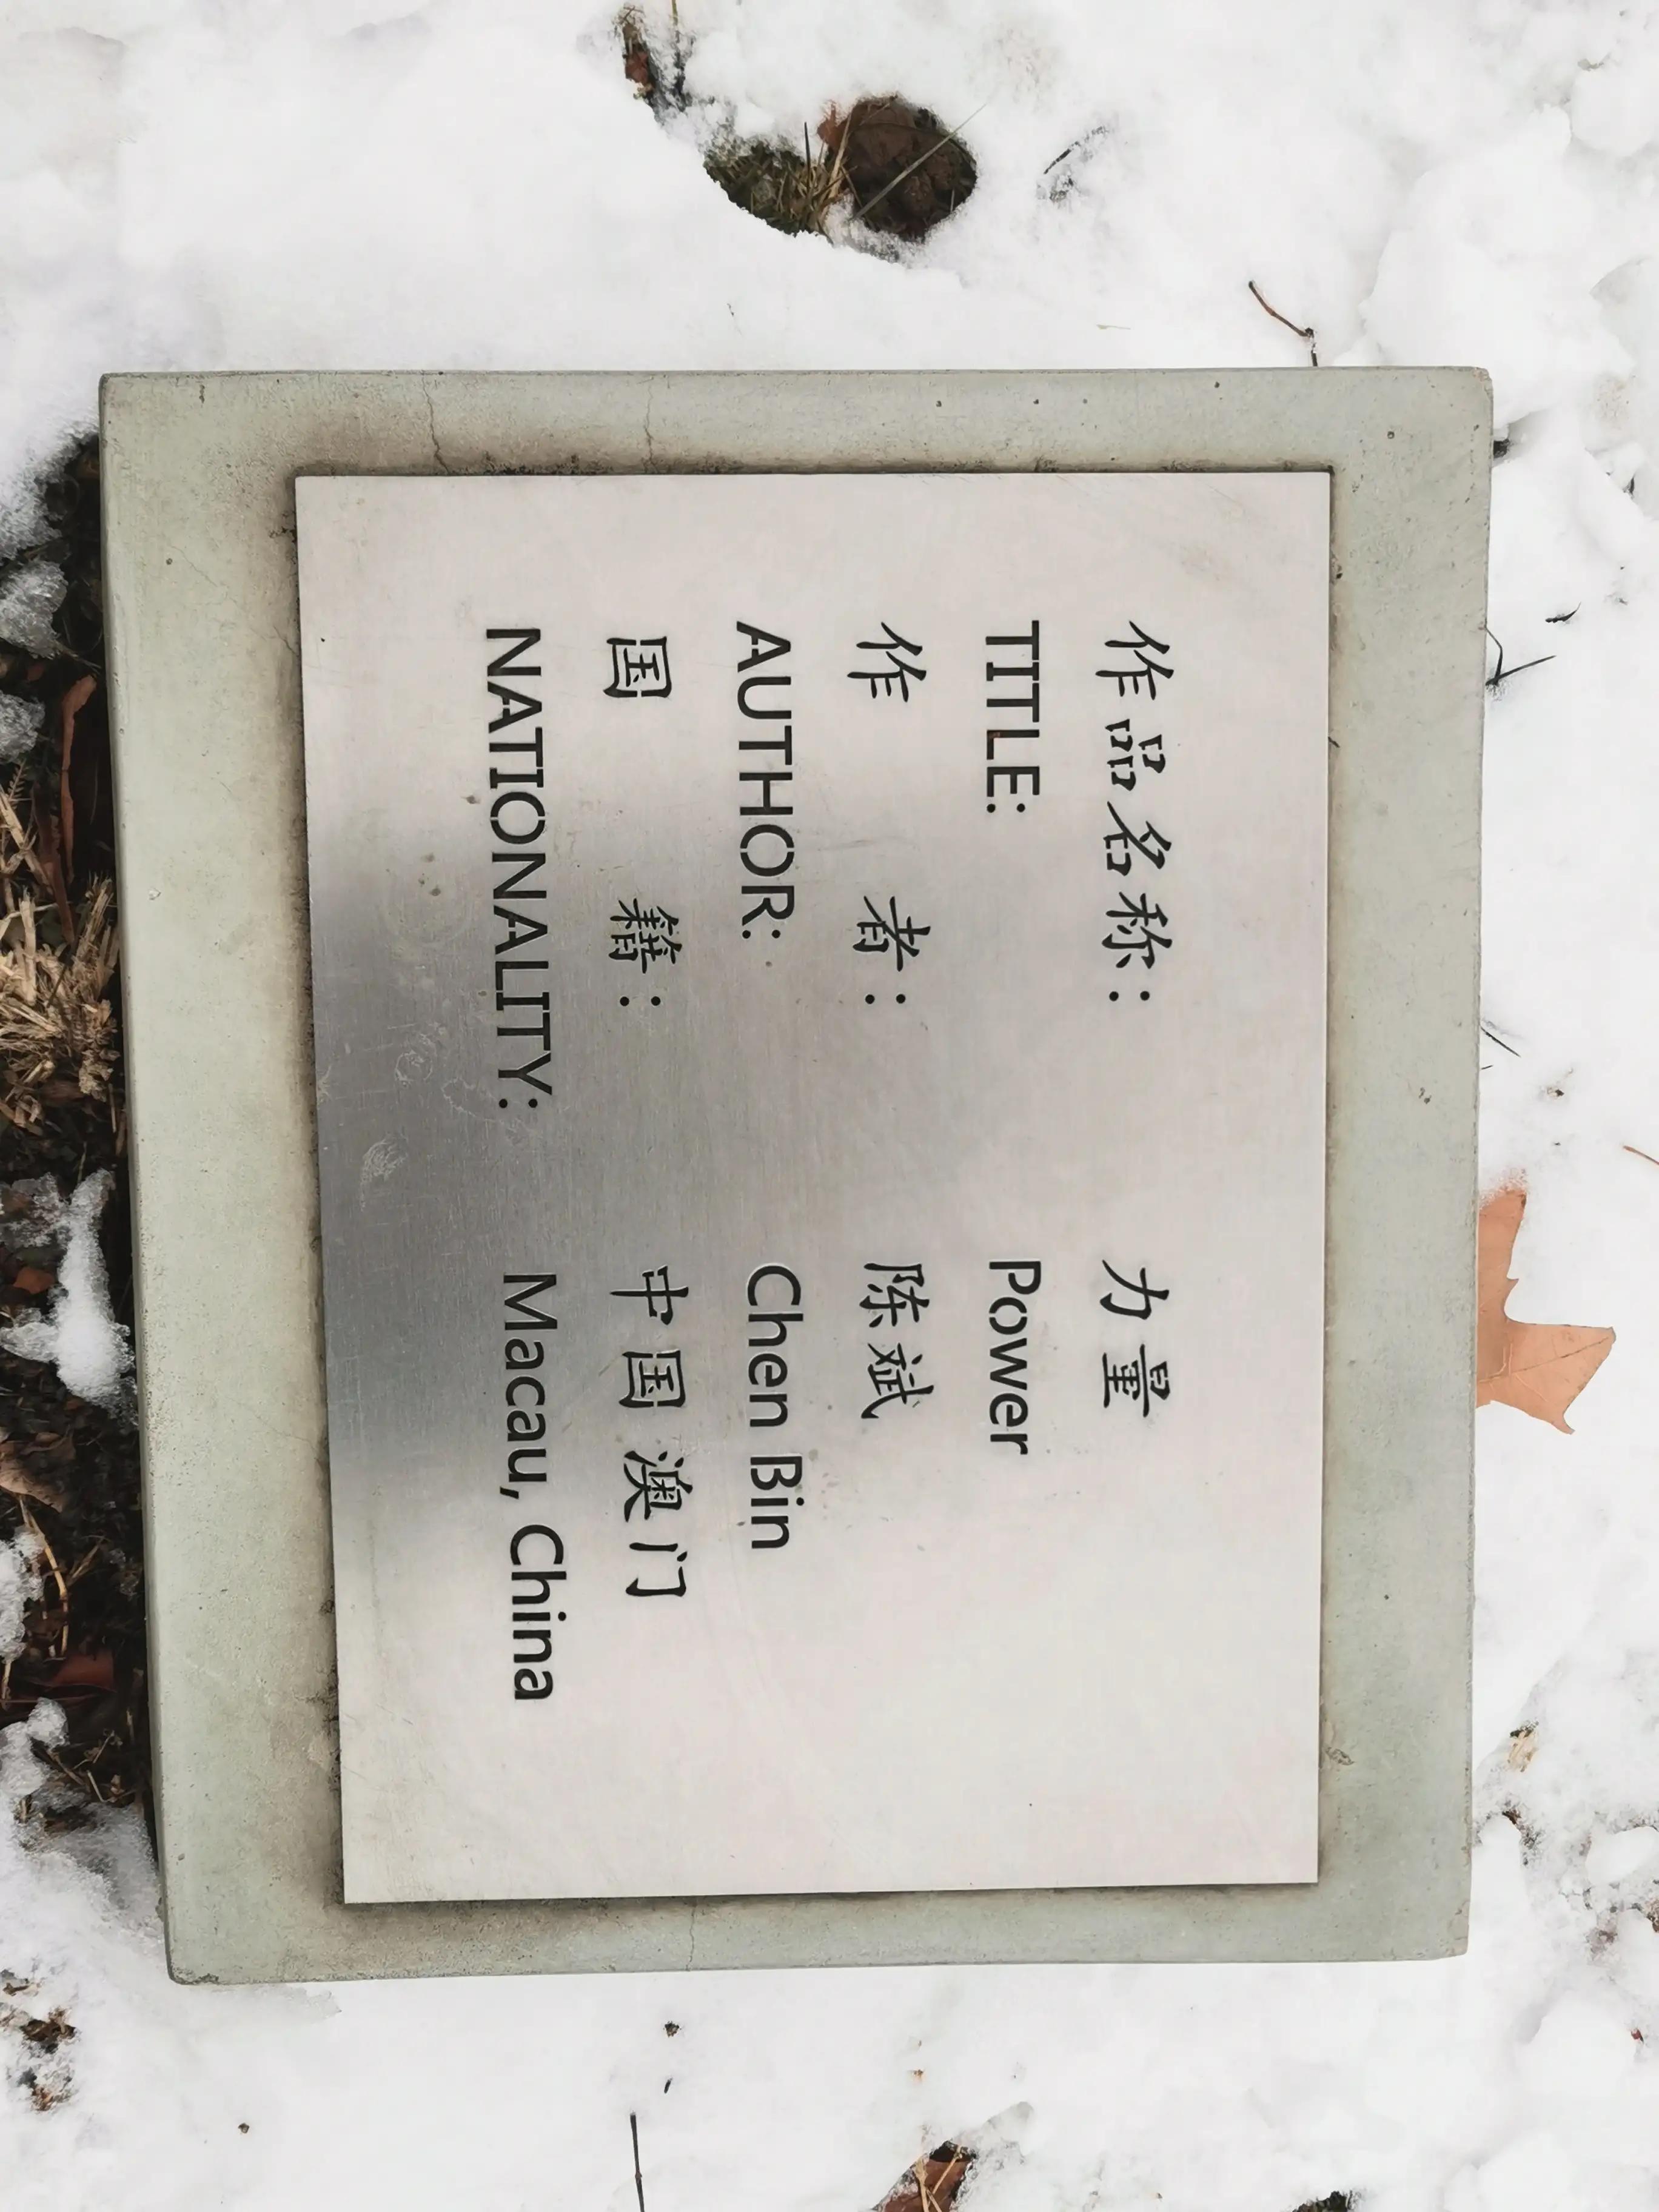 作品名称： 力量
TITLE: Power
作者： 陈斌
AUTHOR: Chen Bin
国籍： 中国澳门
NATIONALITY: Macau, China